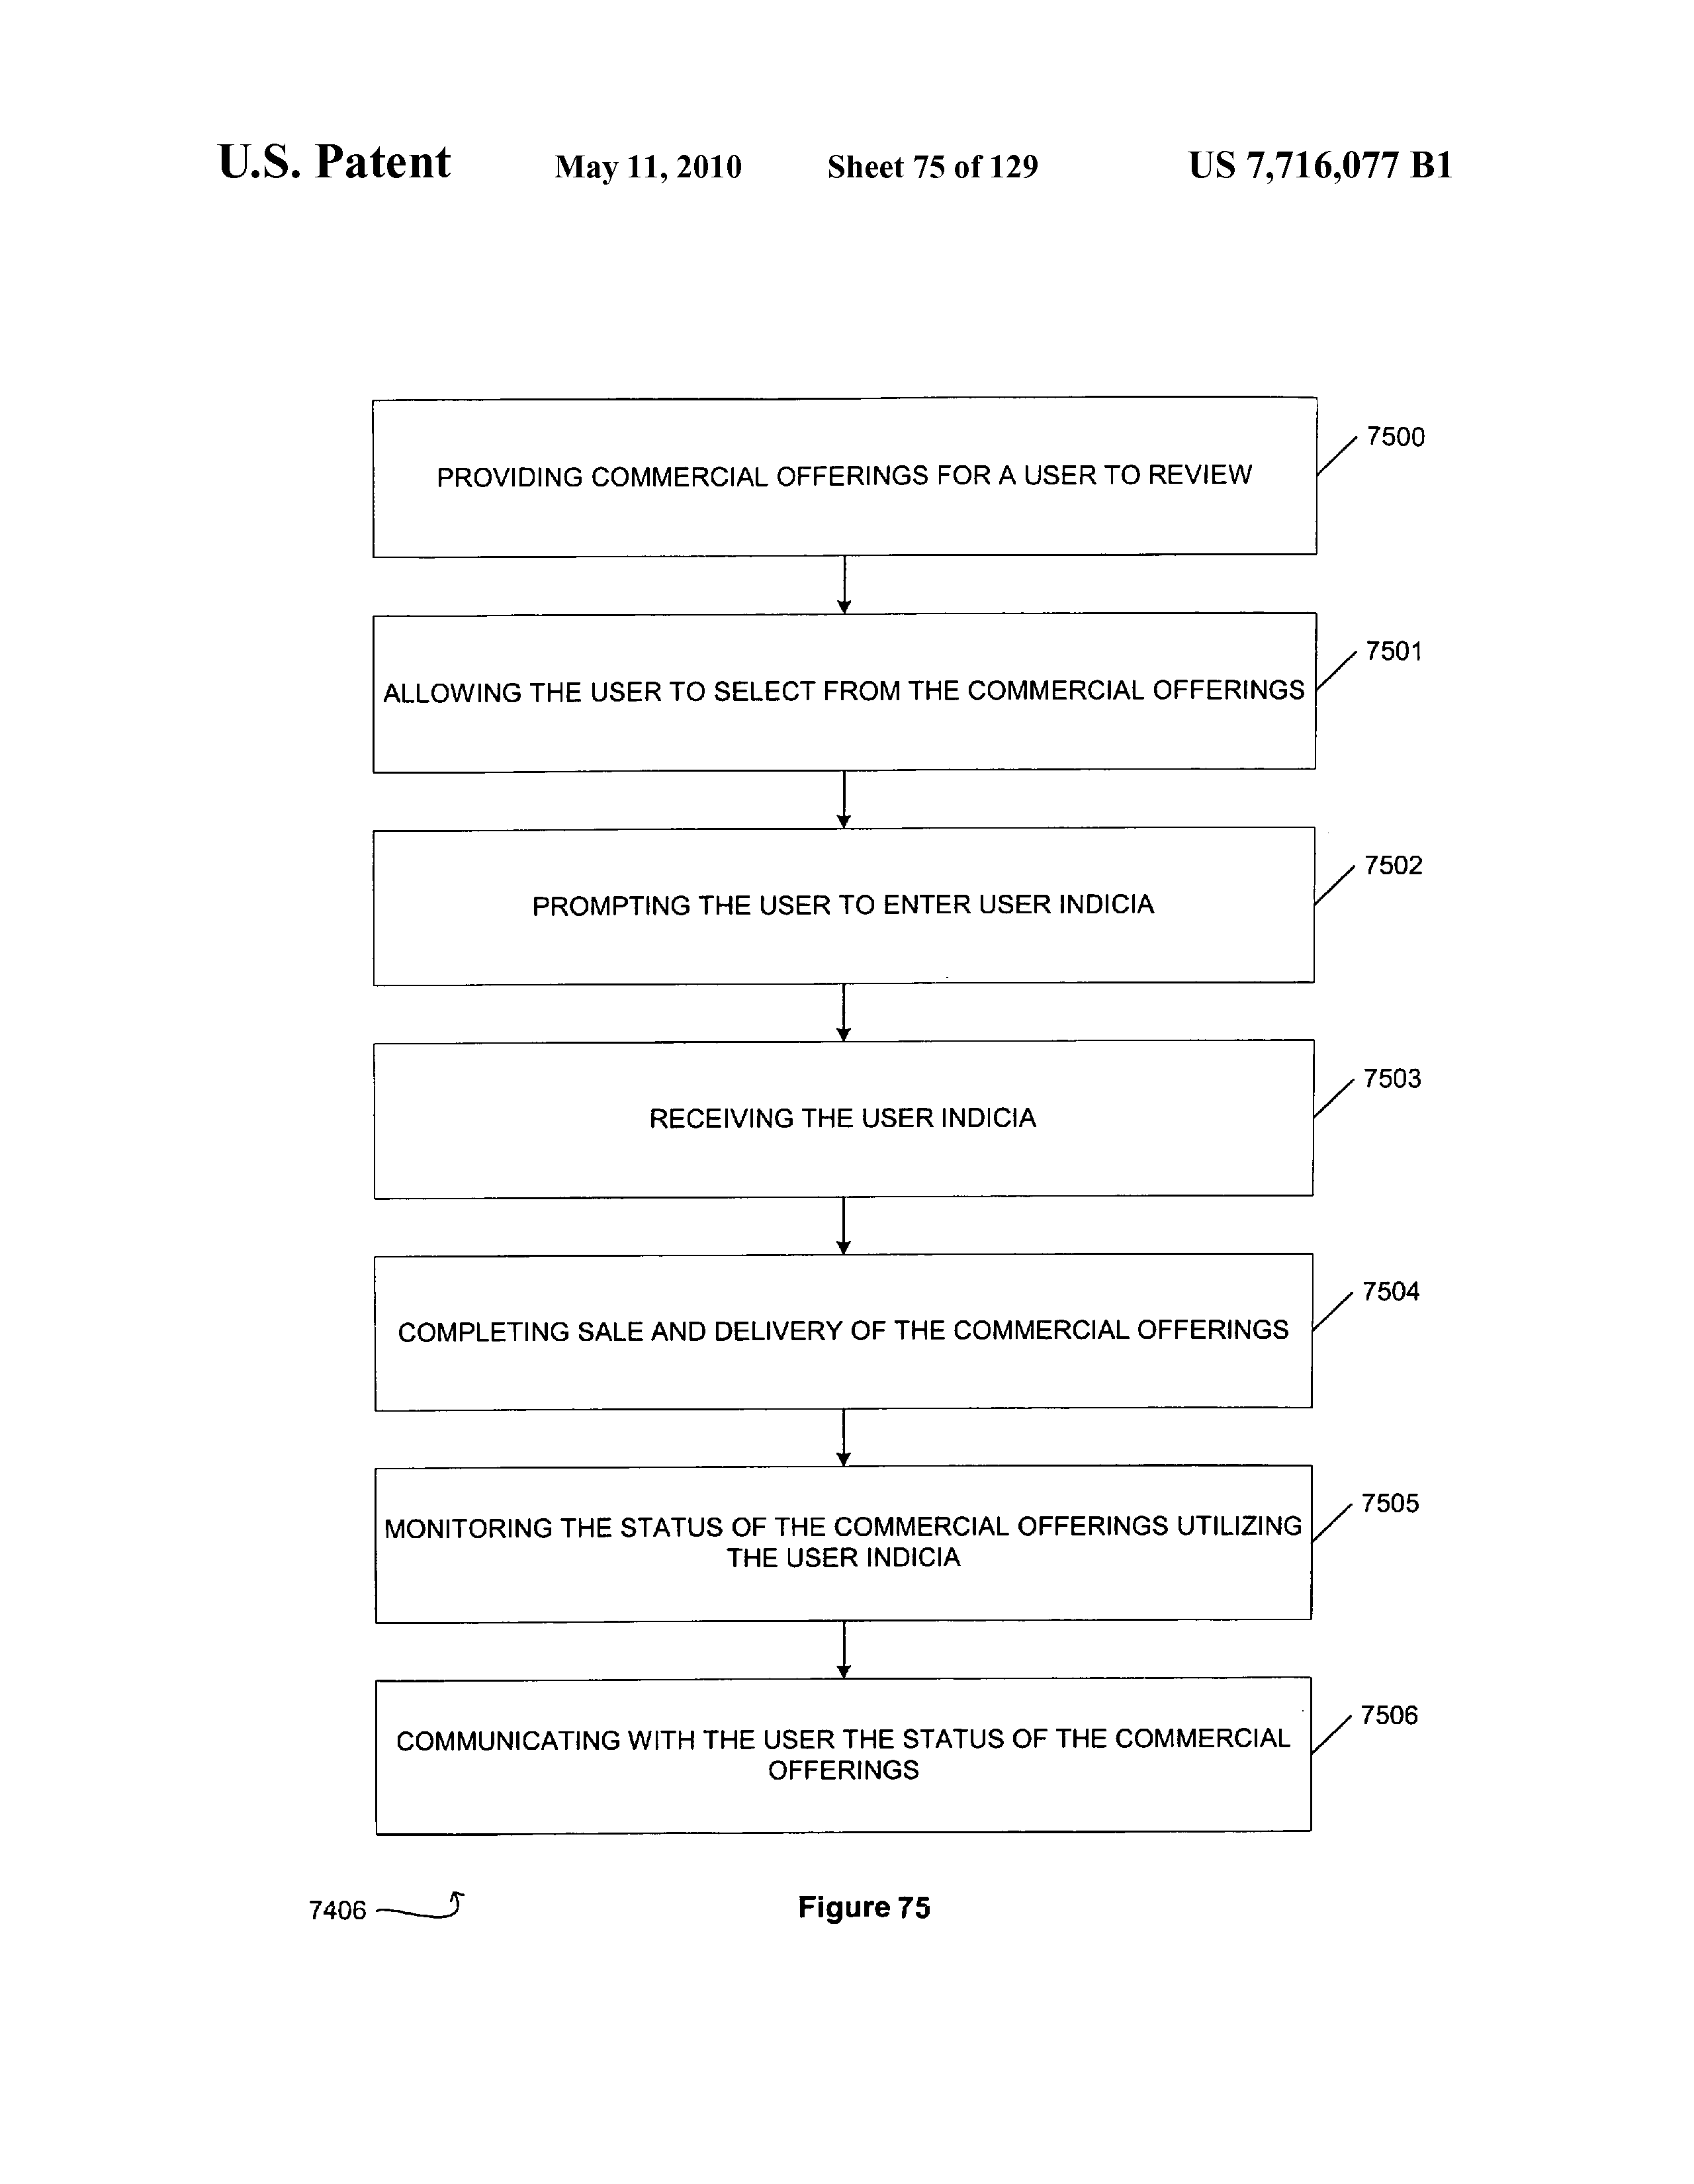 U.S. Patent May 11, 2010 Sheet 75 of 129 US 7,716,077 B1
7500
PROVIDING COMMERCIAL OFFERINGS FOR A USER TO REVIEW
7501
ALLOWING THE USER TO SELECT FROM THE COMMERCIAL OFFERINGS
7502
PROMPTING THE USER TO ENTER USER INDICIA
7503
RECEIVING THE USER INDICIA
7504
COMPLETING SALE AND DELIVERY OF THE COMMERCIAL OFFERINGS
7505
MONITORING THE STATUS OF THE COMMERCIAL OFFERINGS UTILIZING
THE USER INDICIA
7506
COMMUNICATING WITH THE USER THE STATUS OF THE COMMERCIAL
OFFERINGS
7406
Figure 75